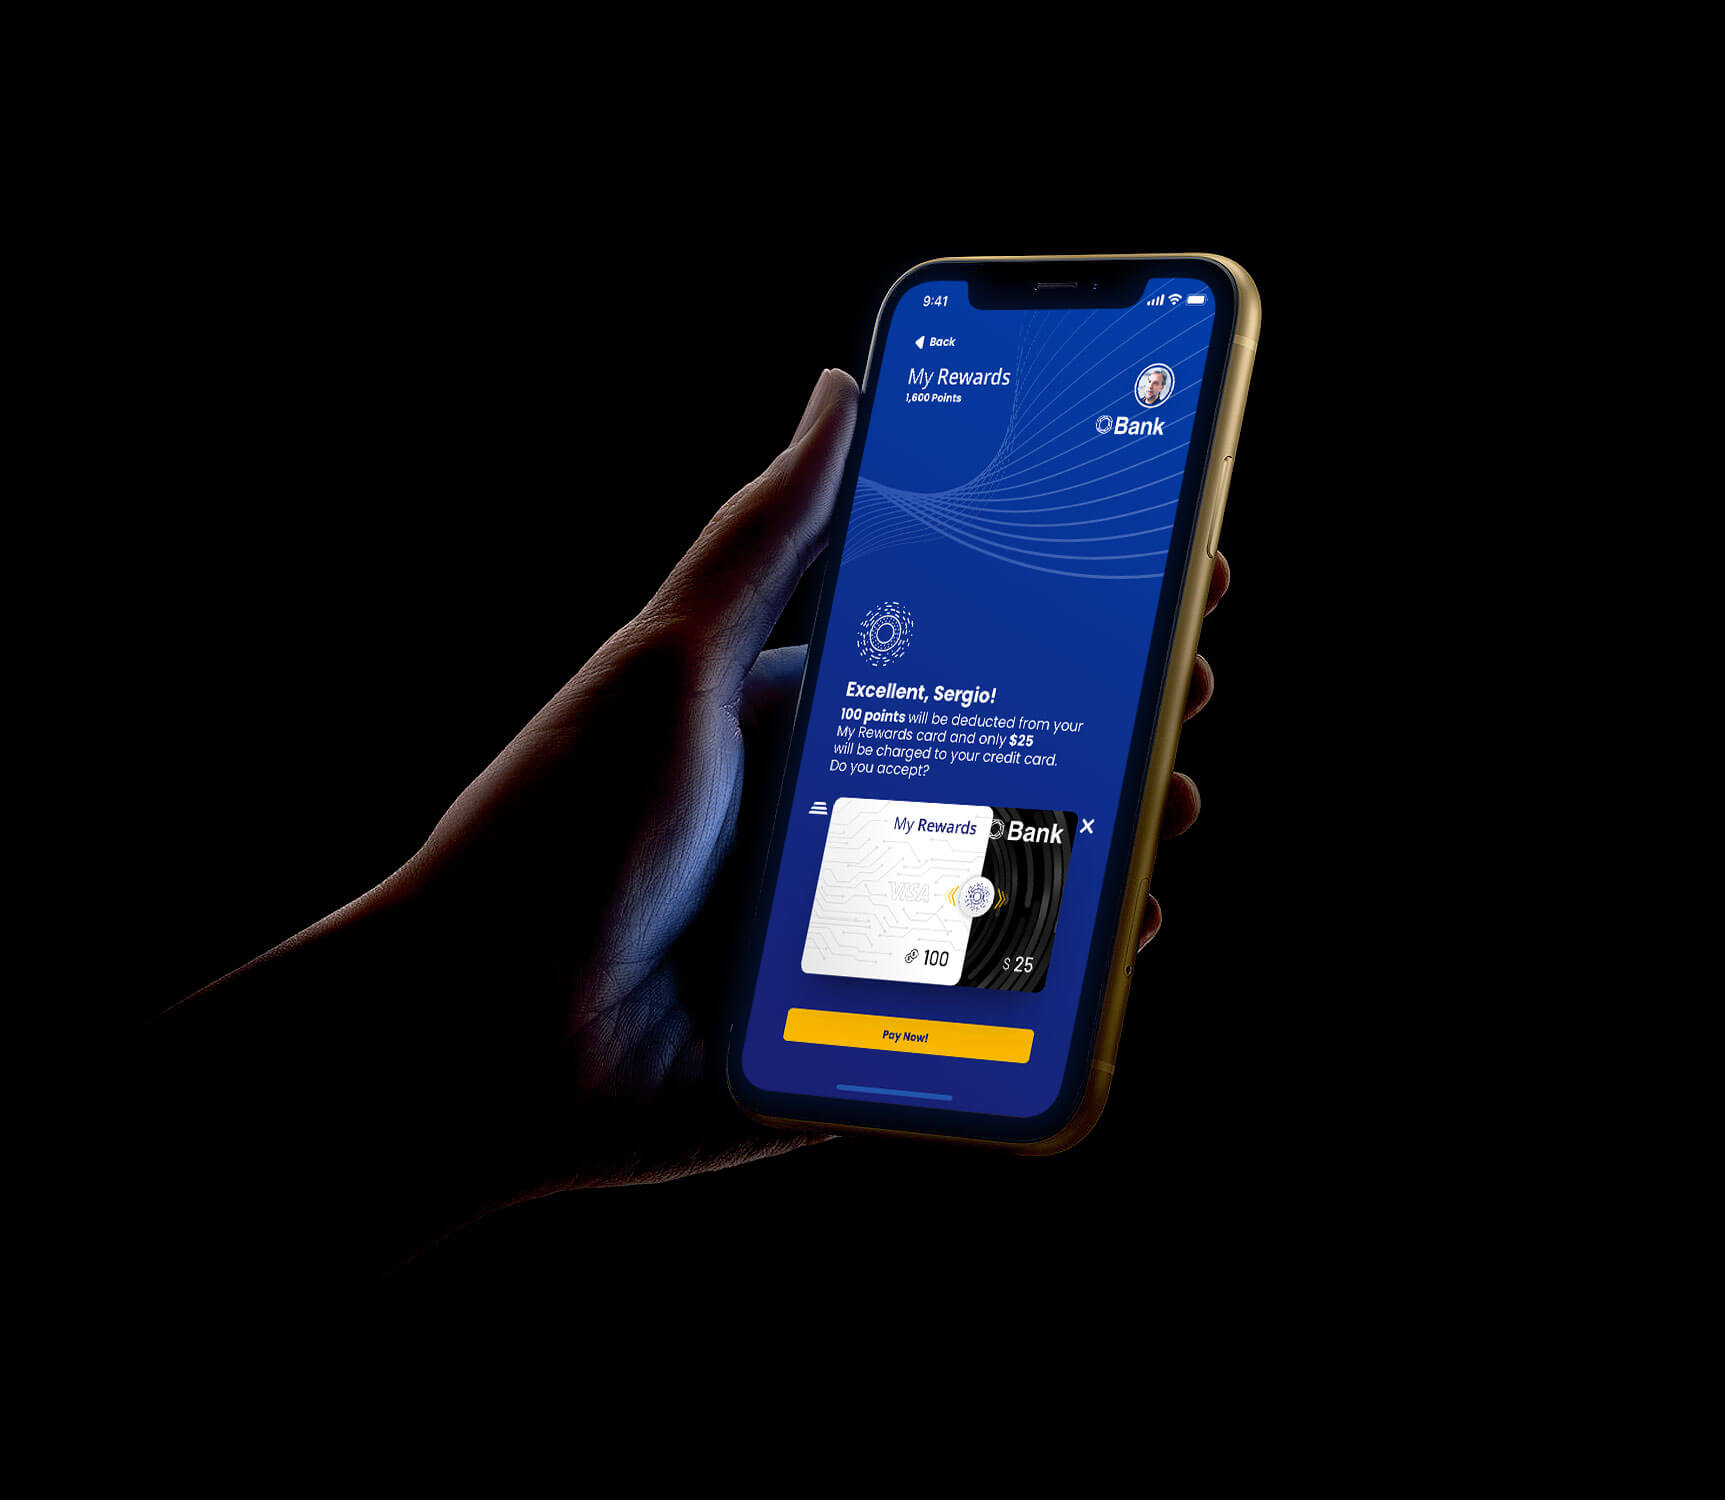 9:41
Back
My Rewards
1,600 Points
Bank
Excellent, Sergio!
100 points will be deducted from your
My Rewards card and only $25
will be charged to your credit card.
Do you accept?
My Rewards
Bank
VISA
100
$ 25
Pay Now!